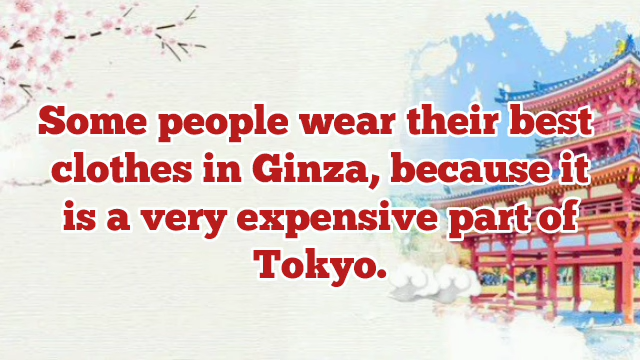 Some people wear their best
clothes in Ginza, because it
is a very expensive part of
Tokyo.